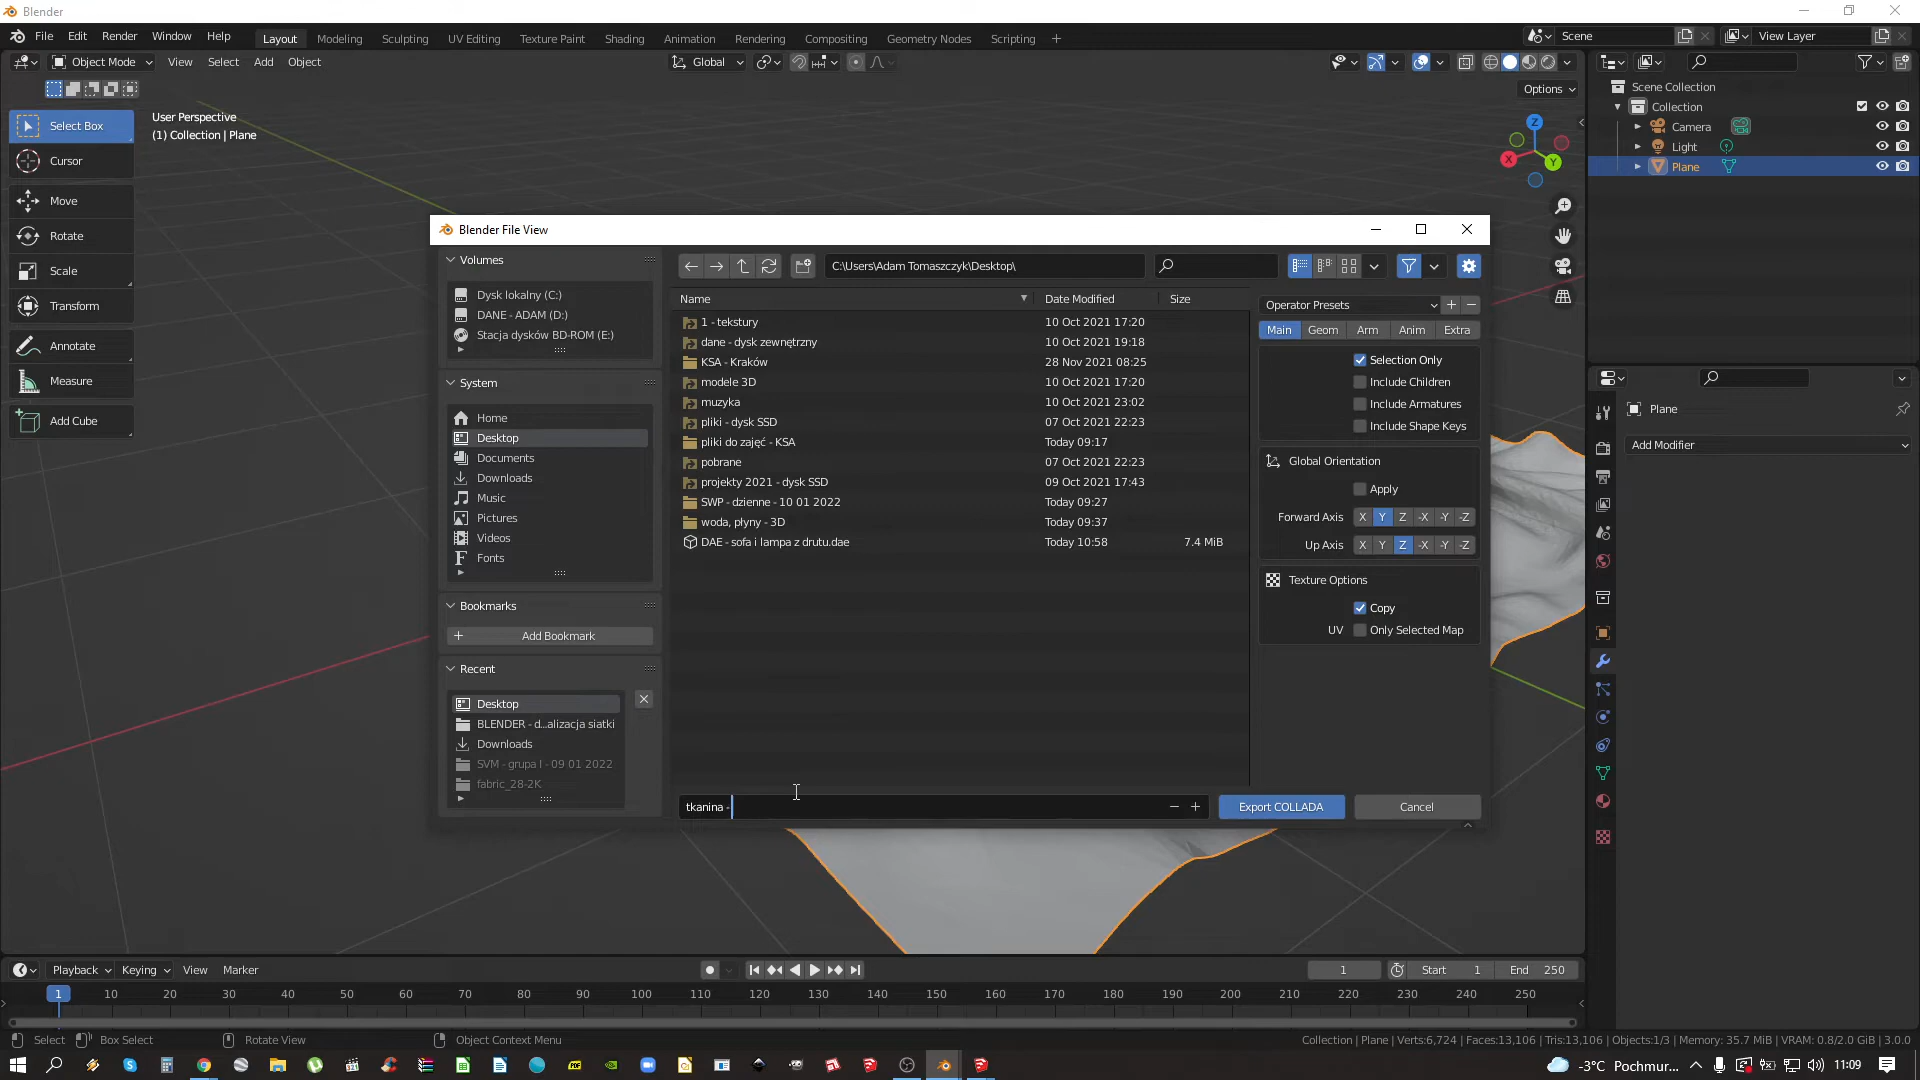 Blender
File Edit Render Window Help Layout Modeling Sculpting UV Editing Texture Paint Shading Animation Rendering Compositing Geometry Nodes Scripting + Scene View Layer
Object Mode View Select Add Object Global
Options
User Perspective
(1) Collection | Plane
Select Box
Cursor
Move
Rotate
Scale
Transform
Annotate
Measure
Add Cube
Z
X
Y
Scene Collection
Collection
Camera
Light
Plane
Plane
Add Modifier
Blender File View
Volumes
Dysk lokalny (C:)
DANE - ADAM (D:)
Stacja dysków BD-ROM (E:)
System
Home
Desktop
Documents
Downloads
Music
Pictures
Videos
Fonts
Bookmarks
+ Add Bookmark
Recent
Desktop
BLENDER - d...alizacja siatki
Downloads
SVM - grupa I - 09 01 2022
fabric_28-2K
C:\Users\Adam Tomaszczyk\Desktop\
Name Date Modified Size
1 - tekstury 10 Oct 2021 17:20
dane - dysk zewnętrzny 10 Oct 2021 19:18
KSA - Kraków 28 Nov 2021 08:25
modele 3D 10 Oct 2021 17:20
muzyka 10 Oct 2021 23:02
pliki - dysk SSD 07 Oct 2021 22:23
pliki do zajęć - KSA Today 09:17
pobrane 07 Oct 2021 22:23
projekty 2021 - dysk SSD 09 Oct 2021 17:43
SWP - dzienne - 10 01 2022 Today 09:27
woda, płyny - 3D Today 09:37
DAE - sofa i lampa z drutu.dae Today 10:58 7.4 MiB
Operator Presets
Main Geom Arm Anim Extra
Selection Only
Include Children
Include Armatures
Include Shape Keys
Global Orientation
Apply
Forward Axis X Y Z -X -Y -Z
Up Axis X Y Z -X -Y -Z
Texture Options
Copy
UV Only Selected Map
tkanina -
Export COLLADA Cancel
Playback Keying View Marker 1 Start 1 End 250
1 10 20 30 40 50 60 70 80 90 100 110 120 130 140 150 160 170 180 190 200 210 220 230 240 250
Select Box Select Rotate View Object Context Menu
Collection | Plane | Verts:6,724 | Faces:13,106 | Tris:13,106 | Objects:1/3 | Memory: 35.7 MiB | VRAM: 0.8/2.0 GiB | 3.0.0
-3°C Pochmur... 11:09